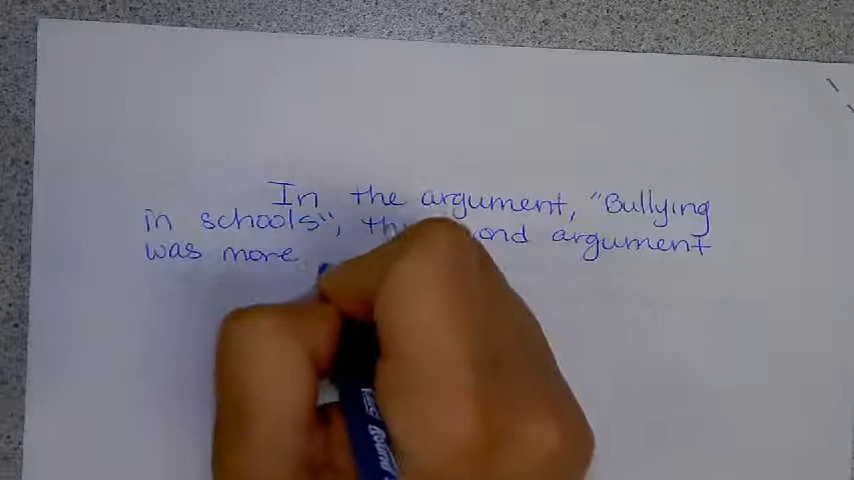 In the argument, "Bullying
in schools", argument
was more